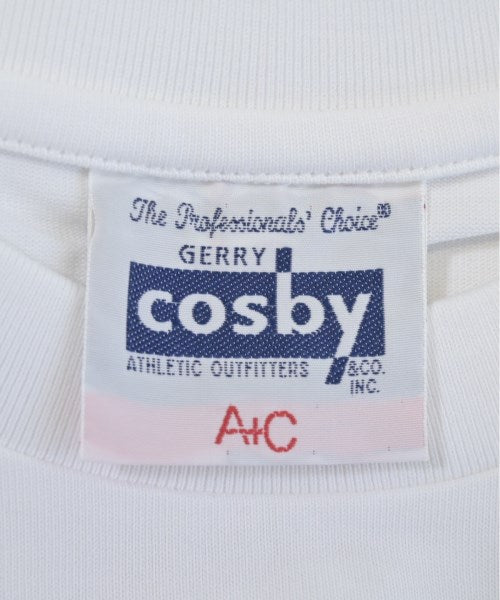 The Professionals' Choice®
GERRY
cosby
ATHLETIC OUTFITTERS &CO.
INC.
A+C